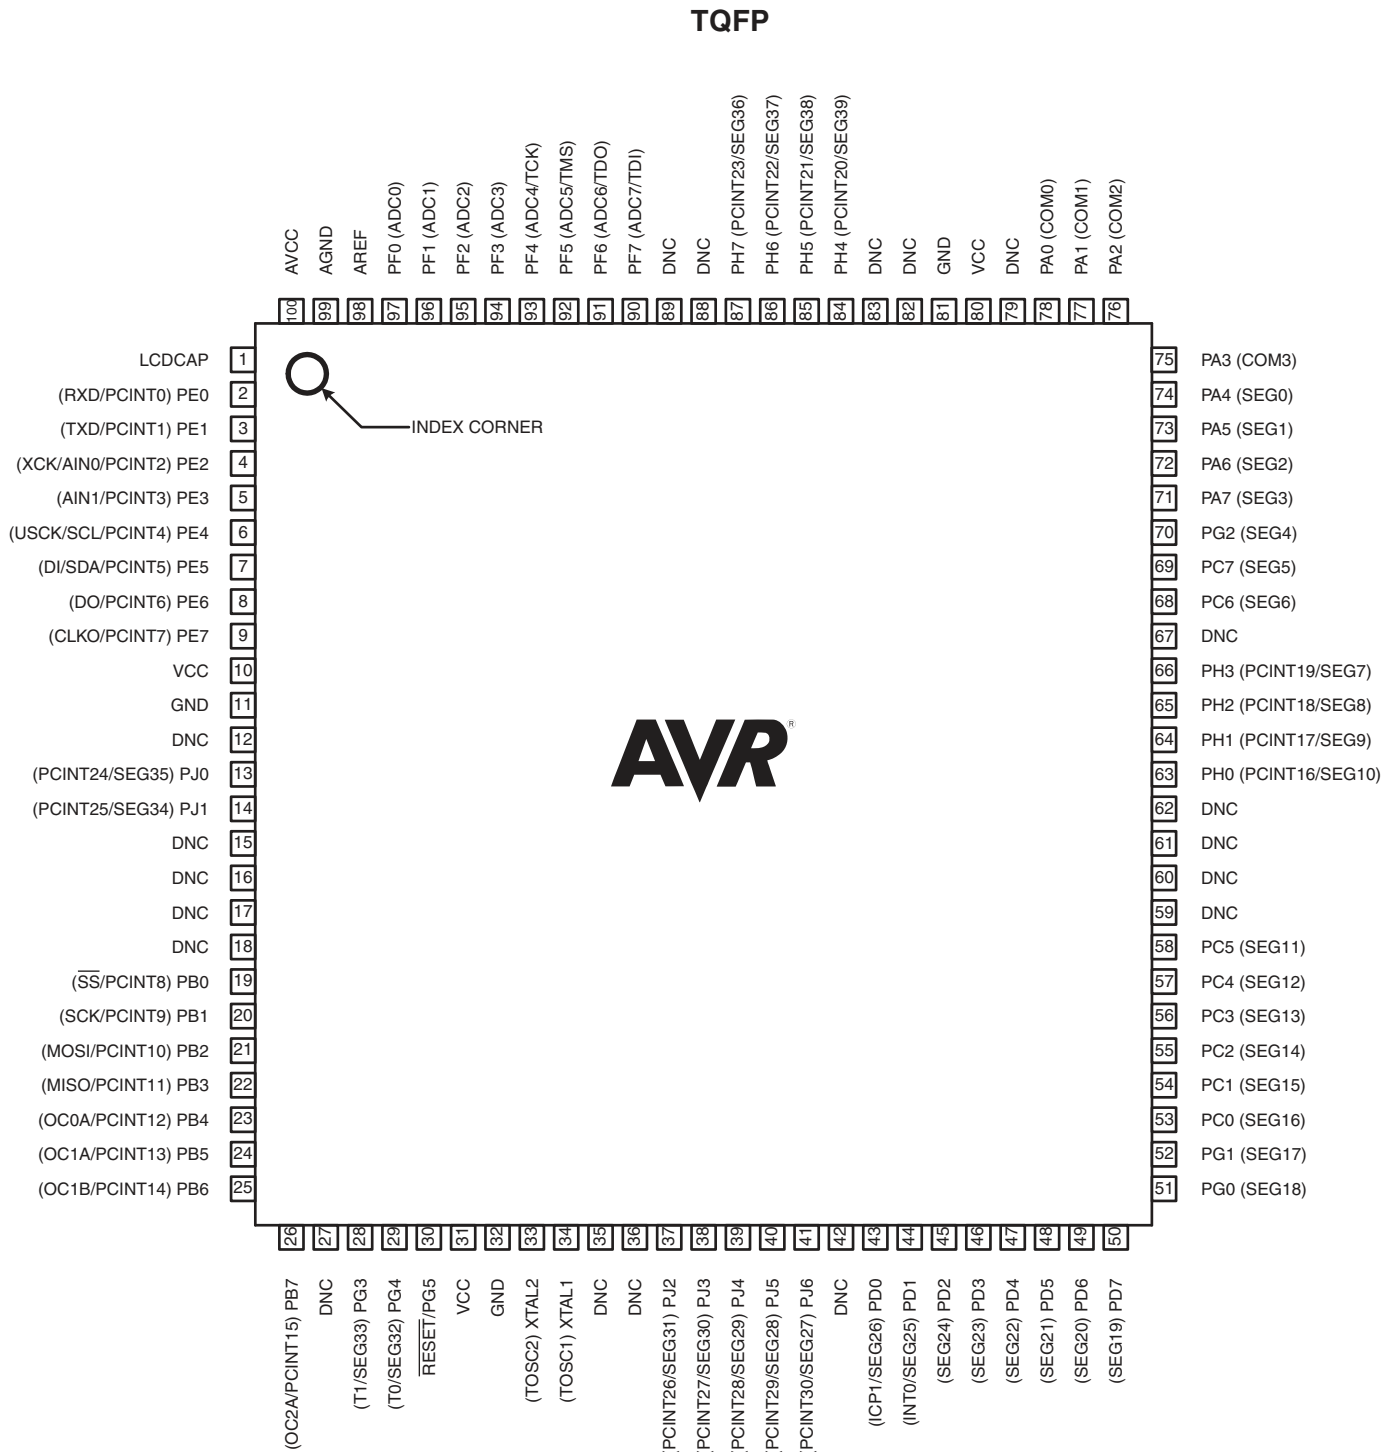 TQFP
AVCC
AGND
AREF
PF0 (ADC0)
PF1 (ADC1)
PF2 (ADC2)
PF3 (ADC3)
PF4 (ADC4/TCK)
PF5 (ADC5/TMS)
PF6 (ADC6/TDO)
PF7 (ADC7/TDI)
DNC
DNC
PH7 (PCINT23/SEG36)
PH6 (PCINT22/SEG37)
PH5 (PCINT21/SEG38)
PH4 (PCINT20/SEG39)
DNC
DNC
GND
VCC
DNC
PA0 (COM0)
PA1 (COM1)
PA2 (COM2)
100 99 98 97 96 95 94 93 92 91 90 89 88 87 86 85 84 83 82 81 80 79 78 77 76
LCDCAP 1
(RXD/PCINT0) PE0 2
(TXD/PCINT1) PE1 3
(XCK/AIN0/PCINT2) PE2 4
(AIN1/PCINT3) PE3 5
(USCK/SCL/PCINT4) PE4 6
(DI/SDA/PCINT5) PE5 7
(DO/PCINT6) PE6 8
(CLKO/PCINT7) PE7 9
VCC 10
GND 11
DNC 12
(PCINT24/SEG35) PJ0 13
(PCINT25/SEG34) PJ1 14
DNC 15
DNC 16
DNC 17
DNC 18
(SS/PCINT8) PB0 19
(SCK/PCINT9) PB1 20
(MOSI/PCINT10) PB2 21
(MISO/PCINT11) PB3 22
(OC0A/PCINT12) PB4 23
(OC1A/PCINT13) PB5 24
(OC1B/PCINT14) PB6 25
INDEX CORNER
AVR®
75 PA3 (COM3)
74 PA4 (SEG0)
73 PA5 (SEG1)
72 PA6 (SEG2)
71 PA7 (SEG3)
70 PG2 (SEG4)
69 PC7 (SEG5)
68 PC6 (SEG6)
67 DNC
66 PH3 (PCINT19/SEG7)
65 PH2 (PCINT18/SEG8)
64 PH1 (PCINT17/SEG9)
63 PH0 (PCINT16/SEG10)
62 DNC
61 DNC
60 DNC
59 DNC
58 PC5 (SEG11)
57 PC4 (SEG12)
56 PC3 (SEG13)
55 PC2 (SEG14)
54 PC1 (SEG15)
53 PC0 (SEG16)
52 PG1 (SEG17)
51 PG0 (SEG18)
26 27 28 29 30 31 32 33 34 35 36 37 38 39 40 41 42 43 44 45 46 47 48 49 50
(OC2A/PCINT15) PB7
DNC
(T1/SEG33) PG3
(T0/SEG32) PG4
RESET/PG5
VCC
GND
(TOSC2) XTAL2
(TOSC1) XTAL1
DNC
DNC
(PCINT26/SEG31) PJ2
(PCINT27/SEG30) PJ3
(PCINT28/SEG29) PJ4
(PCINT29/SEG28) PJ5
(PCINT30/SEG27) PJ6
DNC
(ICP1/SEG26) PD0
(INT0/SEG25) PD1
(SEG24) PD2
(SEG23) PD3
(SEG22) PD4
(SEG21) PD5
(SEG20) PD6
(SEG19) PD7